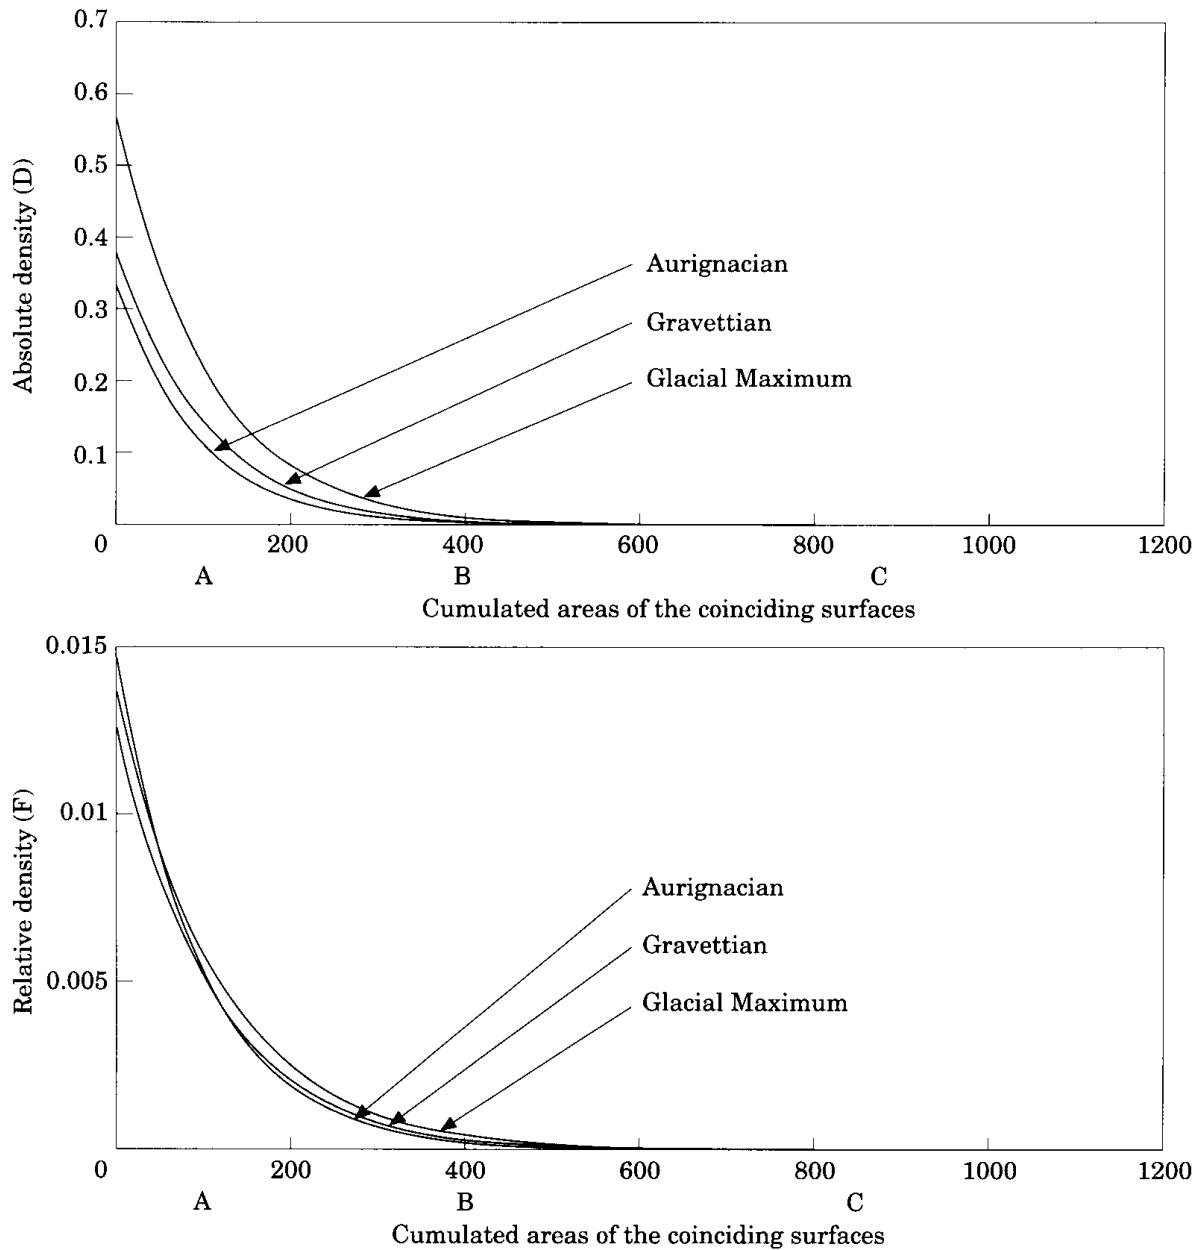 0.7
0.6
0.5
0.4
0.3
0.2
0.1
Absolute density (D)
Aurignacian
Gravettian
Glacial Maximum
0 200 400 600 800 1000 1200
A B C
Cumulated areas of the coinciding surfaces
0.015
0.01
0.005
Relative density (F)
Aurignacian
Gravettian
Glacial Maximum
0 200 400 600 800 1000 1200
A B C
Cumulated areas of the coinciding surfaces